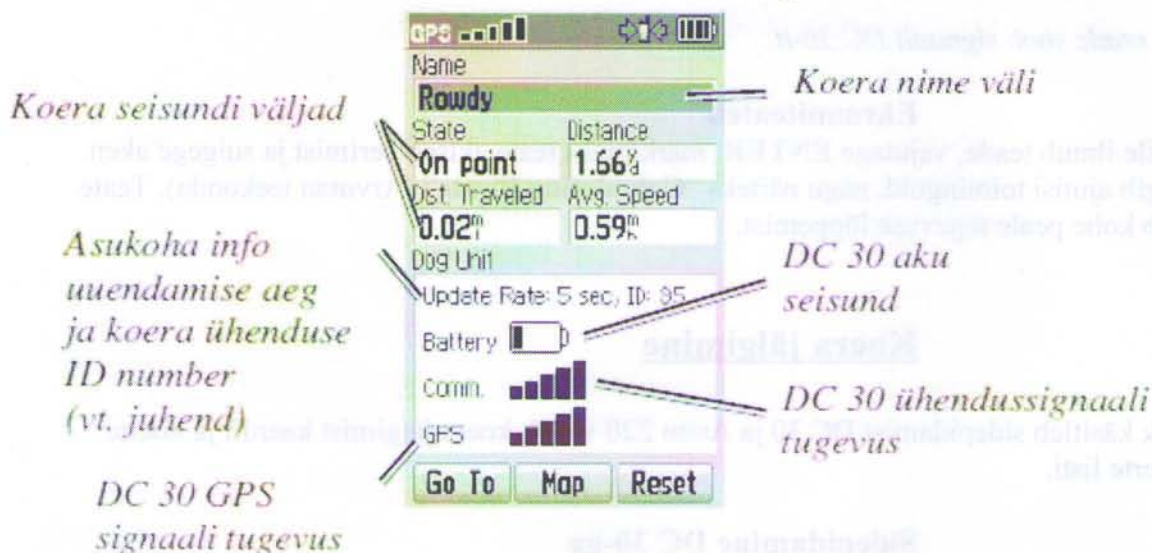 GPS
Name
Rowdy
State Distance
On point 1.56
Dst. Traveled Avg. Speed
0.02 0.59
Dog Unit
Update Rate: 5 sec, ID: 05
Battery
Comm.
GPS
Go To Map Reset
Koera seisundi väljad
Asukoha info
uuendamise aeg
ja koera ühenduse
ID number
(vt. juhend)
DC 30 GPS
signaali tugevus
Koera nime väli
DC 30 aku
seisund
DC 30 ühendussignaali
tugevus